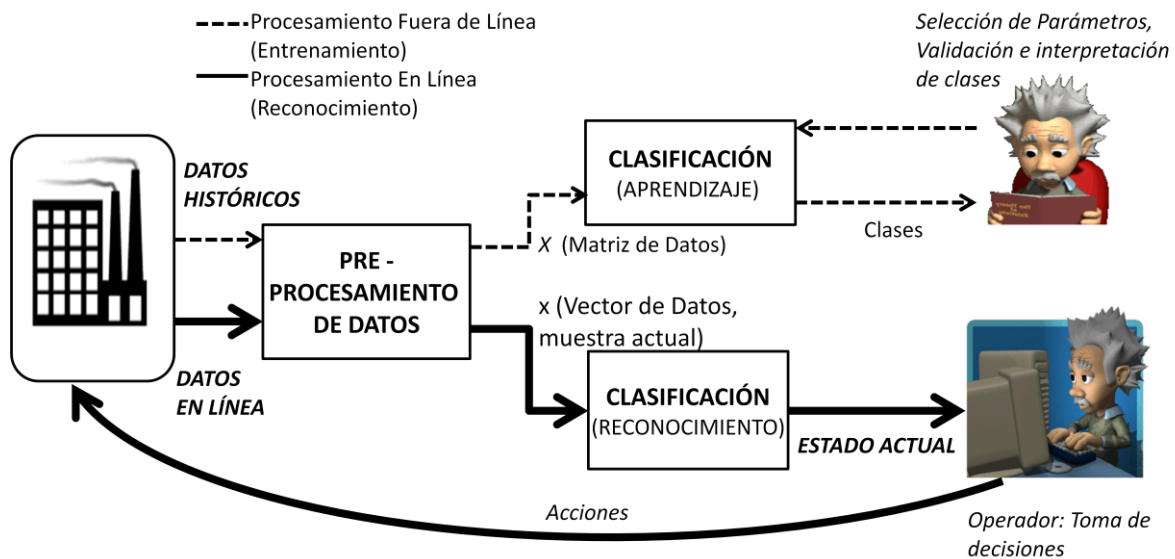 Procesamiento Fuera de Línea
(Entrenamiento)
Procesamiento En Línea
(Reconocimiento)
Selección de Parámetros,
Validación e interpretación
de clases
DATOS
HISTÓRICOS
CLASIFICACIÓN
(APRENDIZAJE)
X (Matriz de Datos)
Clases
PRE -
PROCESAMIENTO
DE DATOS
x (Vector de Datos,
muestra actual)
DATOS
EN LÍNEA
CLASIFICACIÓN
(RECONOCIMIENTO)
ESTADO ACTUAL
Acciones
Operador: Toma de
decisiones